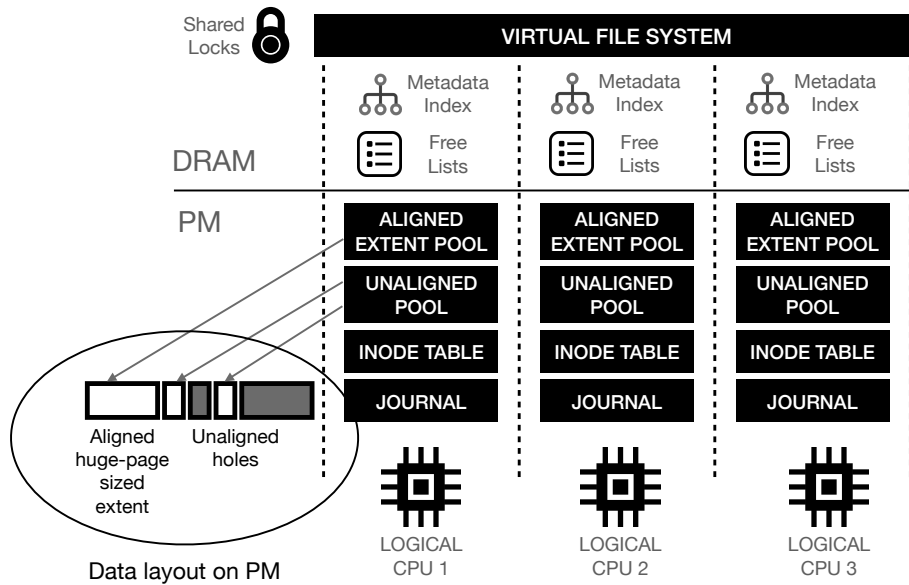 Shared
Locks
VIRTUAL FILE SYSTEM
Metadata
Index
Metadata
Index
Metadata
Index
DRAM
Free
Lists
Free
Lists
Free
Lists
PM
ALIGNED
EXTENT POOL
ALIGNED
EXTENT POOL
ALIGNED
EXTENT POOL
UNALIGNED
POOL
UNALIGNED
POOL
UNALIGNED
POOL
INODE TABLE
INODE TABLE
INODE TABLE
JOURNAL
JOURNAL
JOURNAL
Aligned
huge-page
sized
extent
Unaligned
holes
LOGICAL
CPU 1
LOGICAL
CPU 2
LOGICAL
CPU 3
Data layout on PM